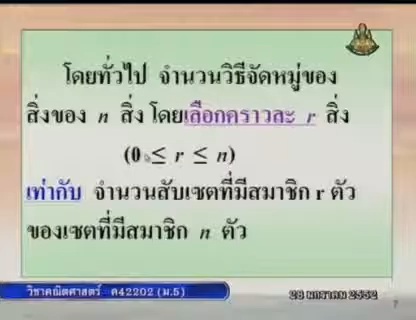 โดยทั่วไป จำนวนวิธีจัดหมู่ของ
สิ่งของ n สิ่ง โดยเลือกคราวละ r สิ่ง
(0 ≤ r ≤ n)
เท่ากับ จำนวนสับเซตที่มีสมาชิก r ตัว
ของเซตที่มีสมาชิก n ตัว
วิชาคณิตศาสตร์ ค42202 (ม.5)
28 มกราคม 2552
7